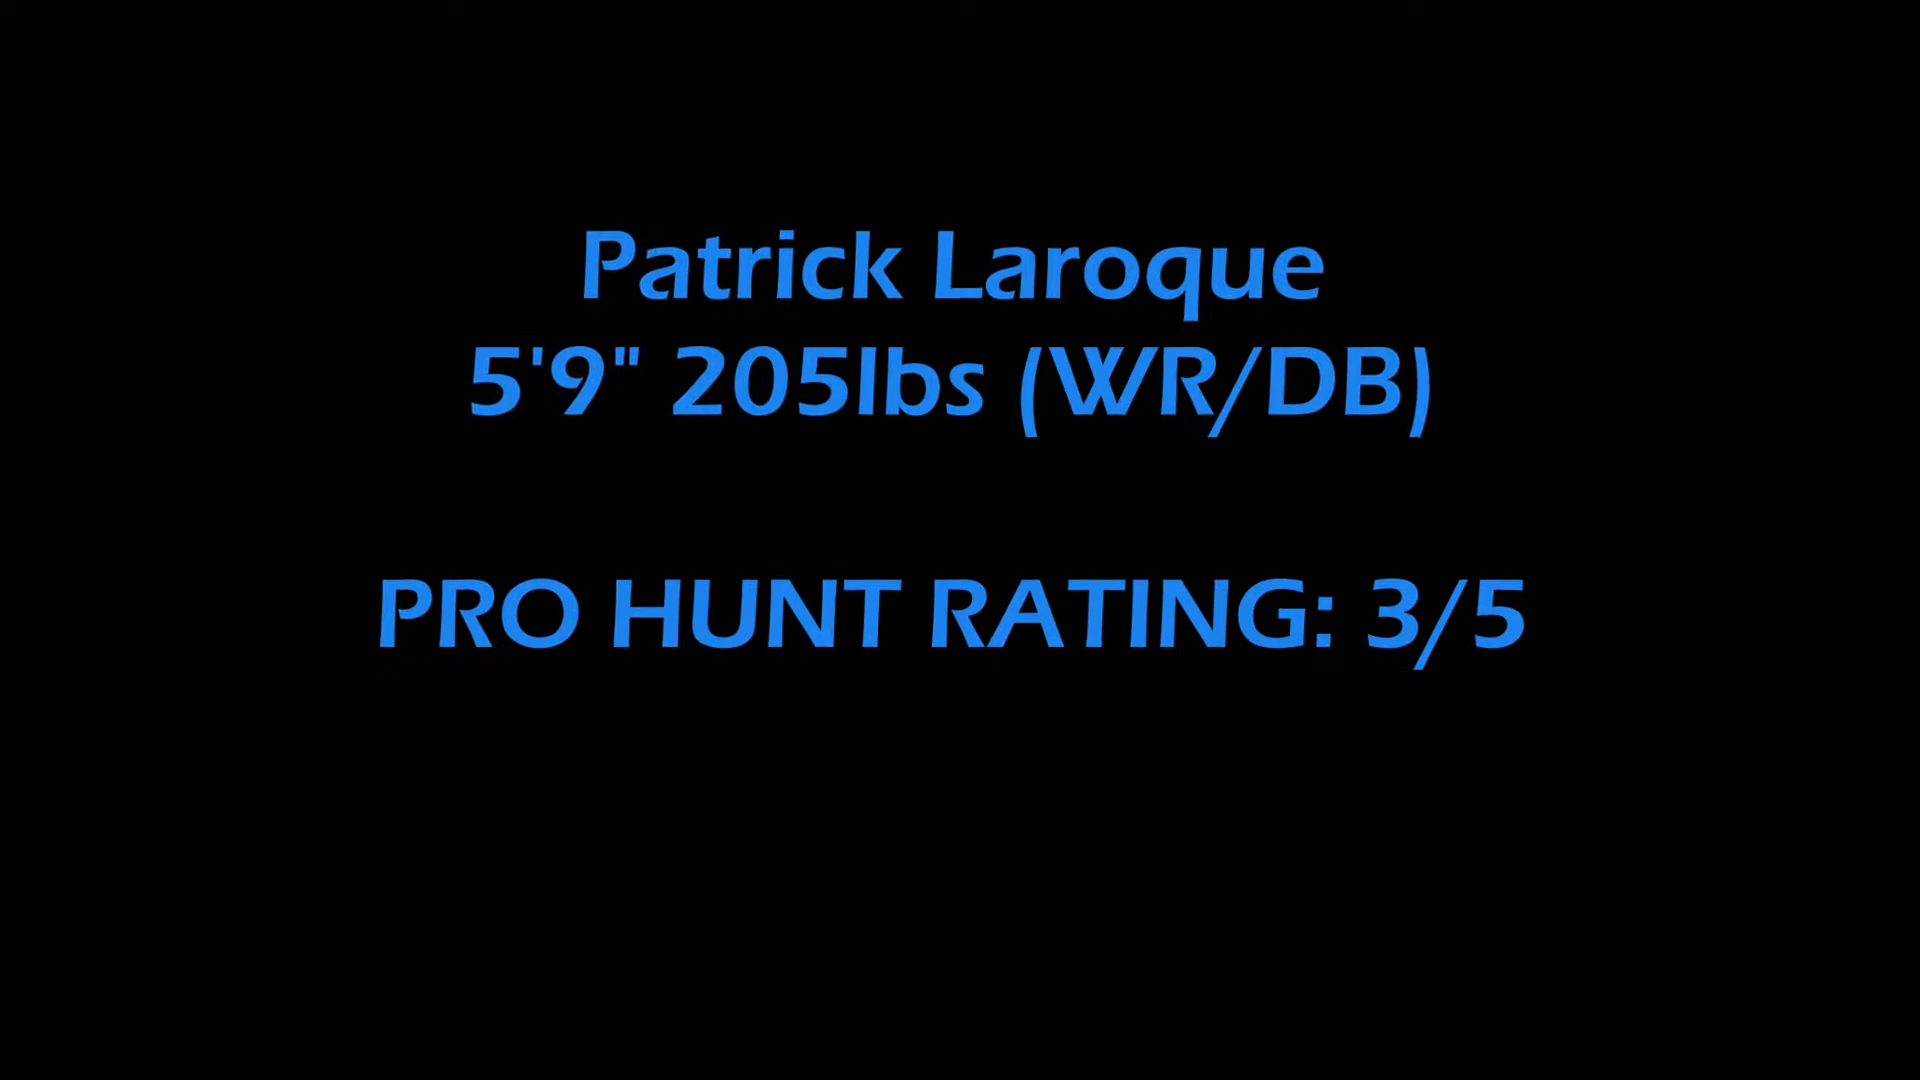 Patrick Laroque
5'9" 205lbs (WR/DB)
PRO HUNT RATING: 3/5